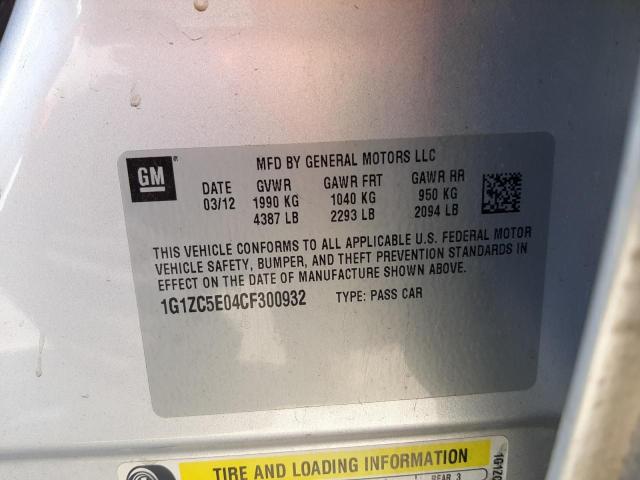 GM
MFD BY GENERAL MOTORS LLC
DATE GVWR GAWR FRT GAWR RR
03/12 1990 KG 1040 KG 950 KG
4387 LB 2293 LB 2094 LB
THIS VEHICLE CONFORMS TO ALL APPLICABLE U.S. FEDERAL MOTOR
VEHICLE SAFETY, BUMPER, AND THEFT PREVENTION STANDARDS IN
EFFECT ON THE DATE OF MANUFACTURE SHOWN ABOVE.
1G1ZC5E04CF300932 TYPE: PASS CAR
TIRE AND LOADING INFORMATION
REAR 3
1G1ZC